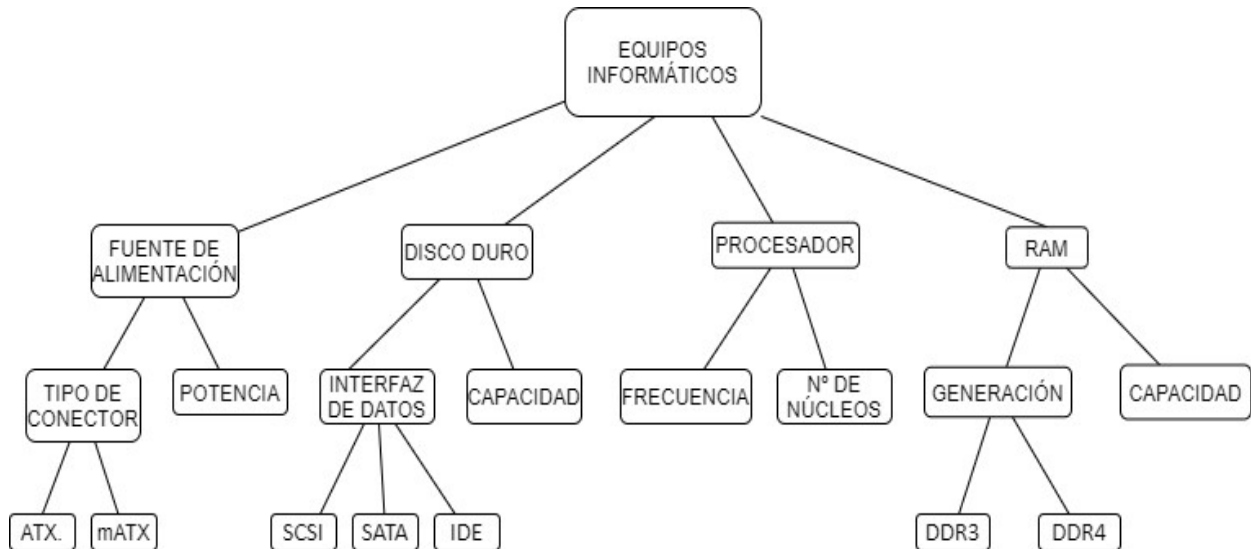 EQUIPOS
INFORMÁTICOS
FUENTE DE
ALIMENTACIÓN
DISCO DURO
PROCESADOR
RAM
TIPO DE
CONECTOR
POTENCIA
INTERFAZ
DE DATOS
CAPACIDAD
FRECUENCIA
Nº DE
NÚCLEOS
GENERACIÓN
CAPACIDAD
ATX.
mATX
SCSI
SATA
IDE
DDR3
DDR4